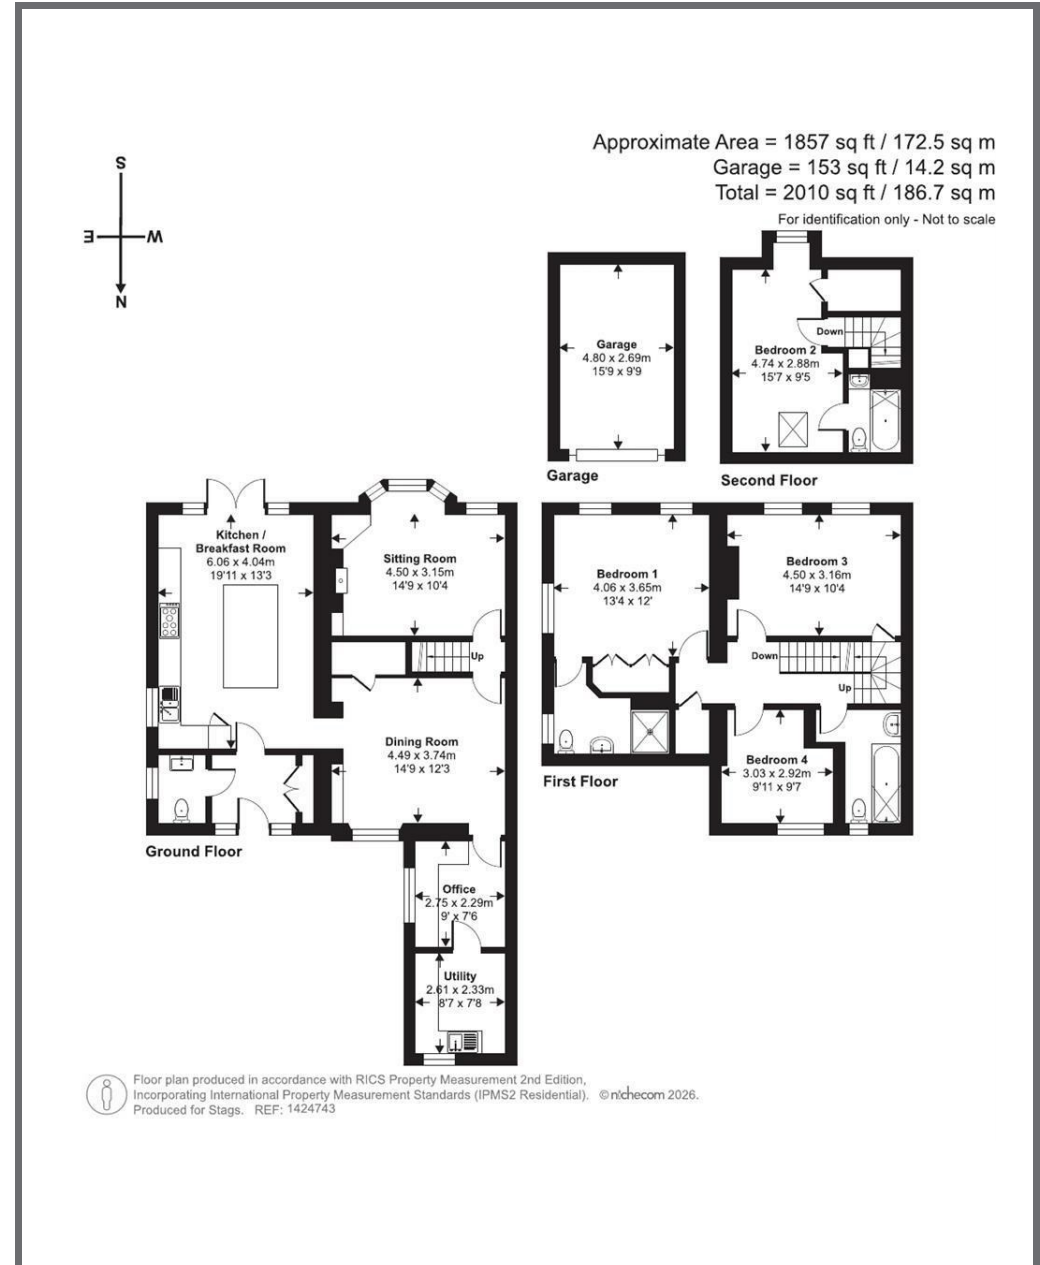 Approximate Area = 1857 sq ft / 172.5 sq m
Garage = 153 sq ft / 14.2 sq m
Total = 2010 sq ft / 186.7 sq m
For identification only - Not to scale
S
E
W
N
Garage
4.80 x 2.69m
15'9 x 9'9
Garage
Down
Bedroom 2
4.74 x 2.88m
15'7 x 9'5
Second Floor
Kitchen /
Breakfast Room
6.06 x 4.04m
19'11 x 13'3
Sitting Room
4.50 x 3.15m
14'9 x 10'4
Up
Dining Room
4.49 x 3.74m
14'9 x 12'3
Ground Floor
Office
2.75 x 2.29m
9' x 7'6
Utility
2.61 x 2.33m
8'7 x 7'8
Bedroom 1
4.06 x 3.65m
13'4 x 12'
Bedroom 3
4.50 x 3.16m
14'9 x 10'4
Down
Up
Bedroom 4
3.03 x 2.92m
9'11 x 9'7
First Floor
Floor plan produced in accordance with RICS Property Measurement 2nd Edition,
Incorporating International Property Measurement Standards (IPMS2 Residential). © nichecom 2026.
Produced for Stags. REF: 1424743